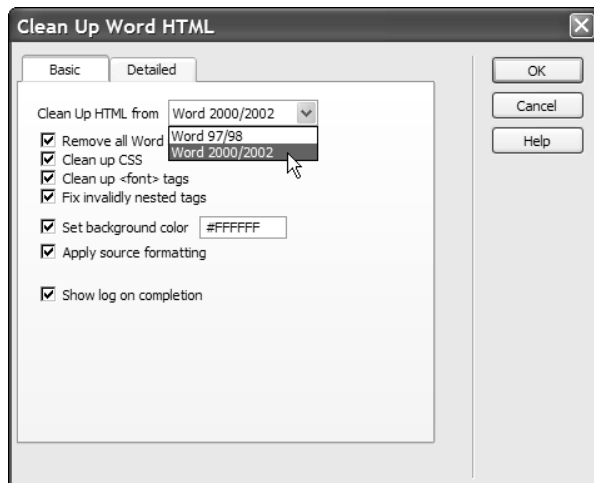 Clean Up Word HTML
Basic Detailed
OK
Cancel
Help
Clean Up HTML from Word 2000/2002
Word 97/98
Word 2000/2002
Remove all Word
Clean up CSS
Clean up <font> tags
Fix invalidly nested tags
Set background color #FFFFFF
Apply source formatting
Show log on completion